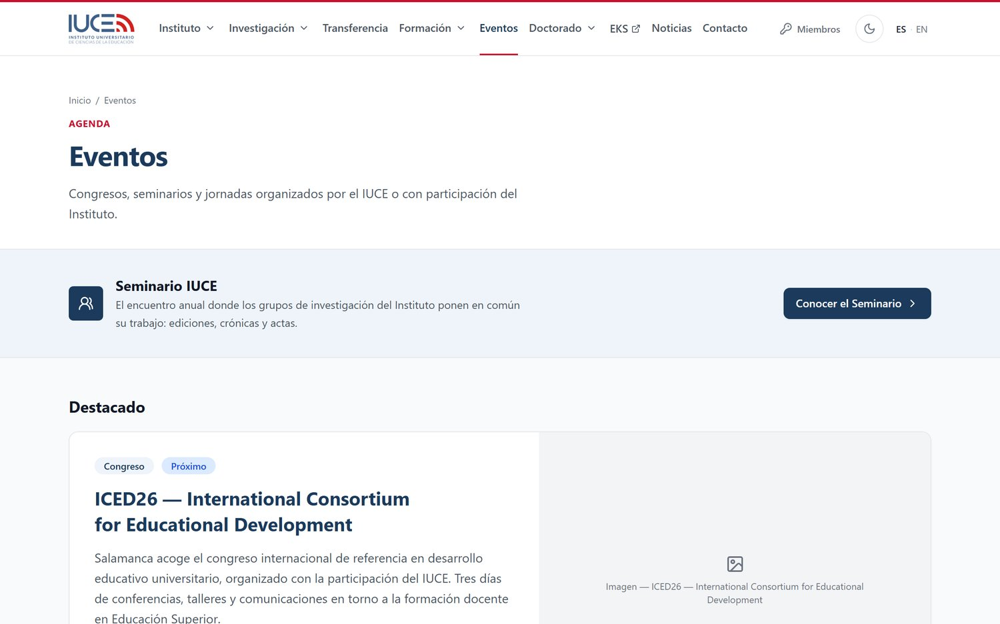 IUCE
INSTITUTO UNIVERSITARIO
DE CIENCIAS DE LA EDUCACIÓN
Instituto
Investigación
Transferencia
Formación
Eventos
Doctorado
EKS
Noticias
Contacto
Miembros
ES · EN
Inicio / Eventos
AGENDA
Eventos
Congresos, seminarios y jornadas organizados por el IUCE o con participación del
Instituto.
Seminario IUCE
El encuentro anual donde los grupos de investigación del Instituto ponen en común
su trabajo: ediciones, crónicas y actas.
Conocer el Seminario
Destacado
Congreso
Próximo
ICED26 — International Consortium
for Educational Development
Salamanca acoge el congreso internacional de referencia en desarrollo
educativo universitario, organizado con la participación del IUCE. Tres días
de conferencias, talleres y comunicaciones en torno a la formación docente
en Educación Superior.
Imagen — ICED26 — International Consortium for Educational
Development